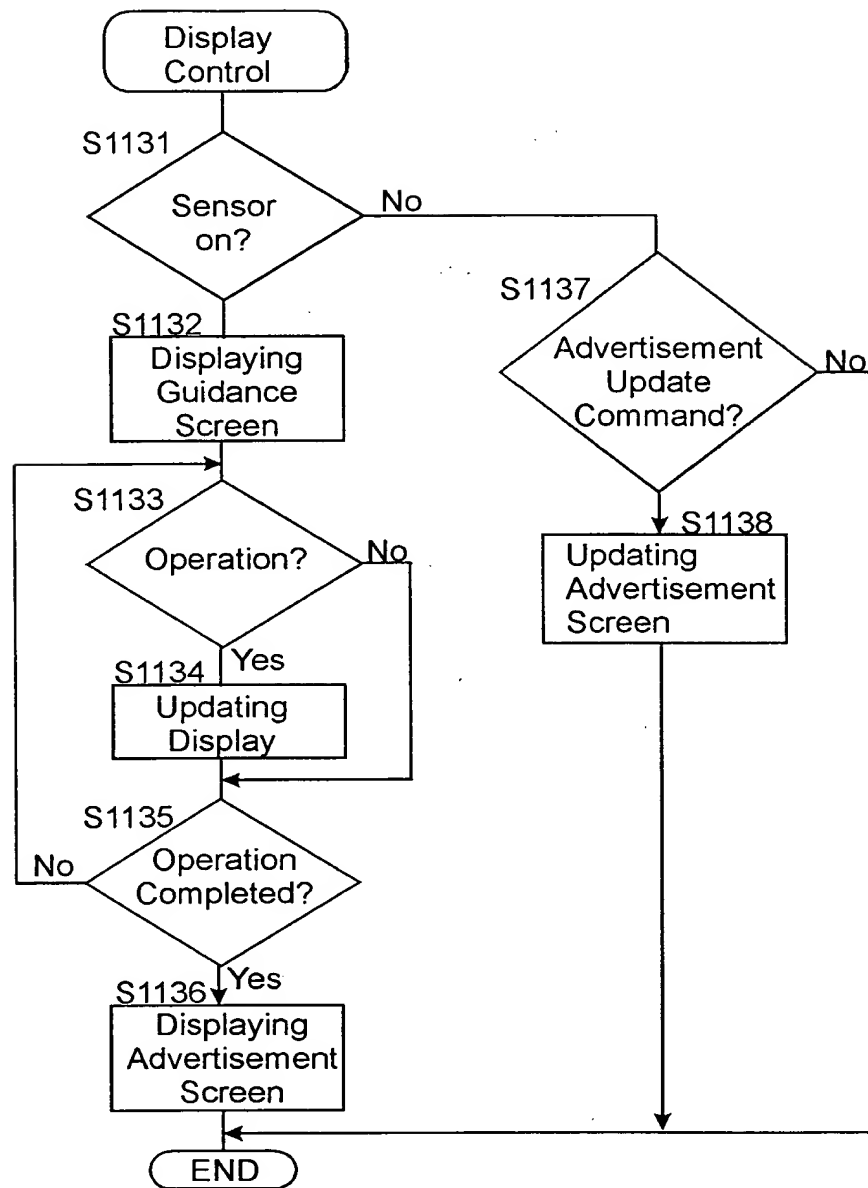 Display
Control
S1131
Sensor
on?
No
S1132
Displaying
Guidance
Screen
S1133
Operation?
No
Yes
S1134
Updating
Display
S1135
Operation
Completed?
No
Yes
S1136
Displaying
Advertisement
Screen
END
S1137
Advertisement
Update
Command?
No
S1138
Updating
Advertisement
Screen